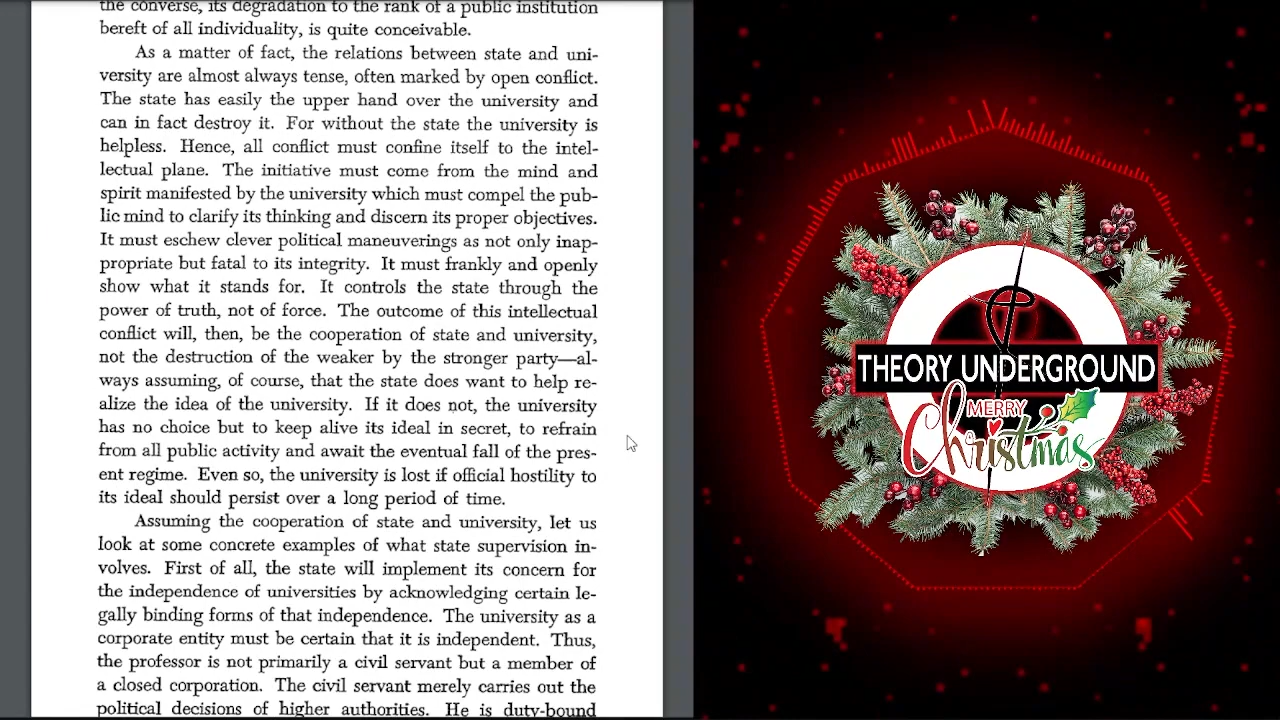 the converse, its degradation to the rank of a public institution
bereft of all individuality, is quite conceivable.
As a matter of fact, the relations between state and uni-
versity are almost always tense, often marked by open conflict.
The state has easily the upper hand over the university and
can in fact destroy it. For without the state the university is
helpless. Hence, all conflict must confine itself to the intel-
lectual plane. The initiative must come from the mind and
spirit manifested by the university which must compel the pub-
lic mind to clarify its thinking and discern its proper objectives.
It must eschew clever political maneuverings as not only inap-
propriate but fatal to its integrity. It must frankly and openly
show what it stands for. It controls the state through the
power of truth, not of force. The outcome of this intellectual
conflict will, then, be the cooperation of state and university,
not the destruction of the weaker by the stronger party—al-
ways assuming, of course, that the state does want to help re-
alize the idea of the university. If it does not, the university
has no choice but to keep alive its ideal in secret, to refrain
from all public activity and await the eventual fall of the pres-
ent regime. Even so, the university is lost if official hostility to
its ideal should persist over a long period of time.
Assuming the cooperation of state and university, let us
look at some concrete examples of what state supervision in-
volves. First of all, the state will implement its concern for
the independence of universities by acknowledging certain le-
gally binding forms of that independence. The university as a
corporate entity must be certain that it is independent. Thus,
the professor is not primarily a civil servant but a member of
a closed corporation. The civil servant merely carries out the
political decisions of higher authorities. He is duty-bound
THEORY UNDERGROUND
MERRY
Christmas